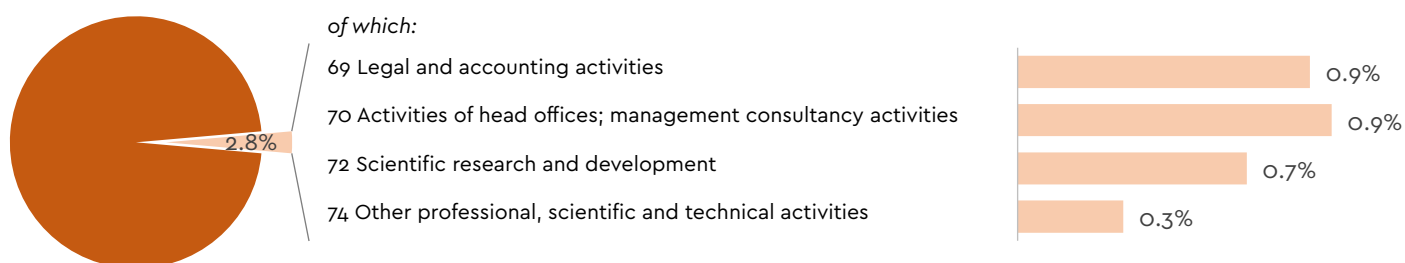 of which:
69 Legal and accounting activities
0.9%
70 Activities of head offices; management consultancy activities
0.9%
2.8%
72 Scientific research and development
0.7%
74 Other professional, scientific and technical activities
0.3%